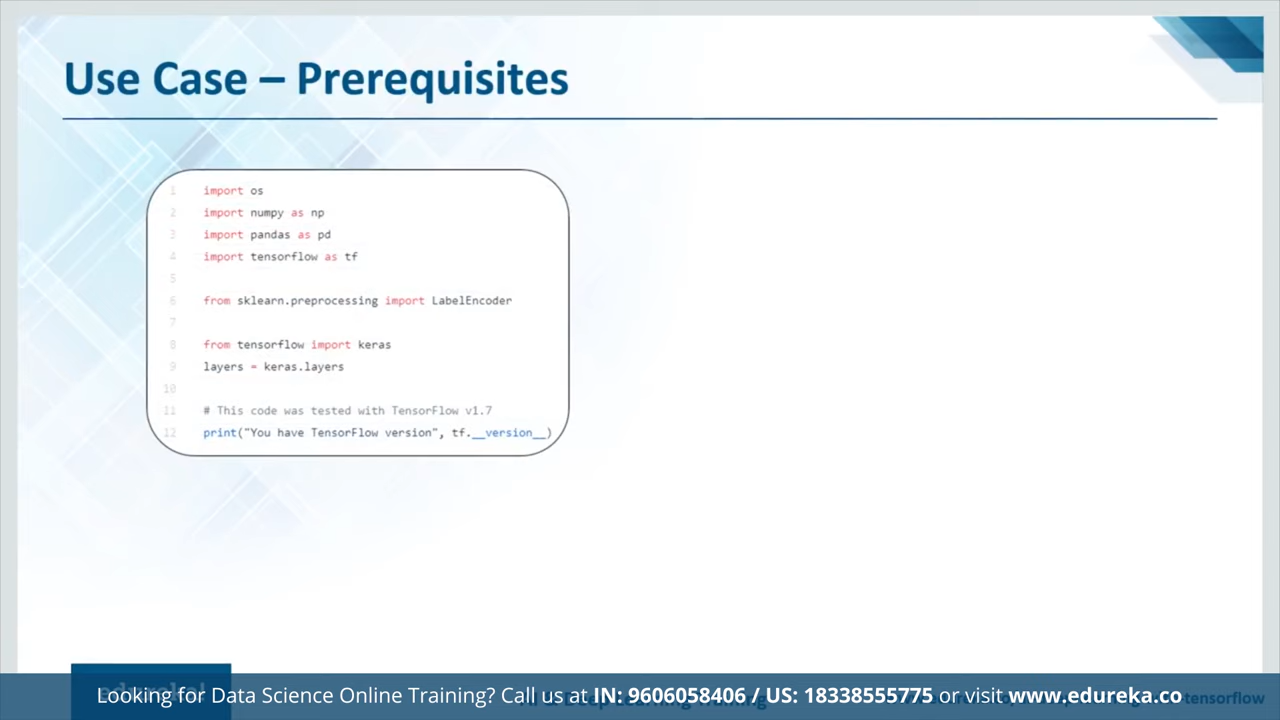 Use Case – Prerequisites
1 import os
2 import numpy as np
3 import pandas as pd
4 import tensorflow as tf
5
6 from sklearn.preprocessing import LabelEncoder
7
8 from tensorflow import keras
9 layers = keras.layers
10
11 # This code was tested with TensorFlow v1.7
12 print("You have TensorFlow version", tf.__version__)
Looking for Data Science Online Training? Call us at IN: 9606058406 / US: 18338555775 or visit www.edureka.co
-tensorflow